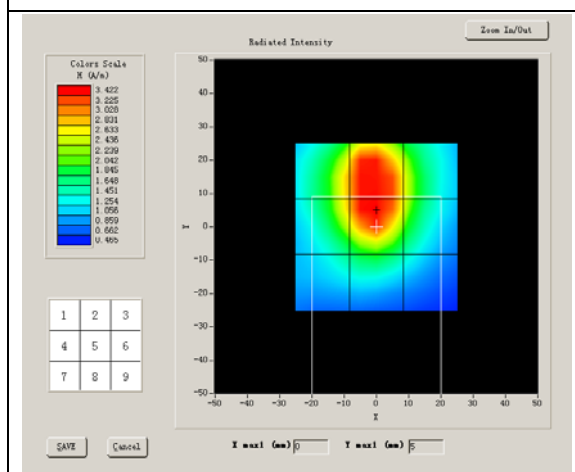 Zoom In/Out
Radiated Intensity
Colors Scale
H (A/m)
3.422
3.225
3.028
2.831
2.633
2.436
2.239
2.042
1.845
1.648
1.451
1.254
1.056
0.859
0.662
0.465
50
40
30
20
10
0
-10
-20
-30
-40
-50
Y
-50 -40 -30 -20 -10 0 10 20 30 40 50
X
1 2 3
4 5 6
7 8 9
SAVE Cancel
X max1 (mm) 0 Y max1 (mm) 5